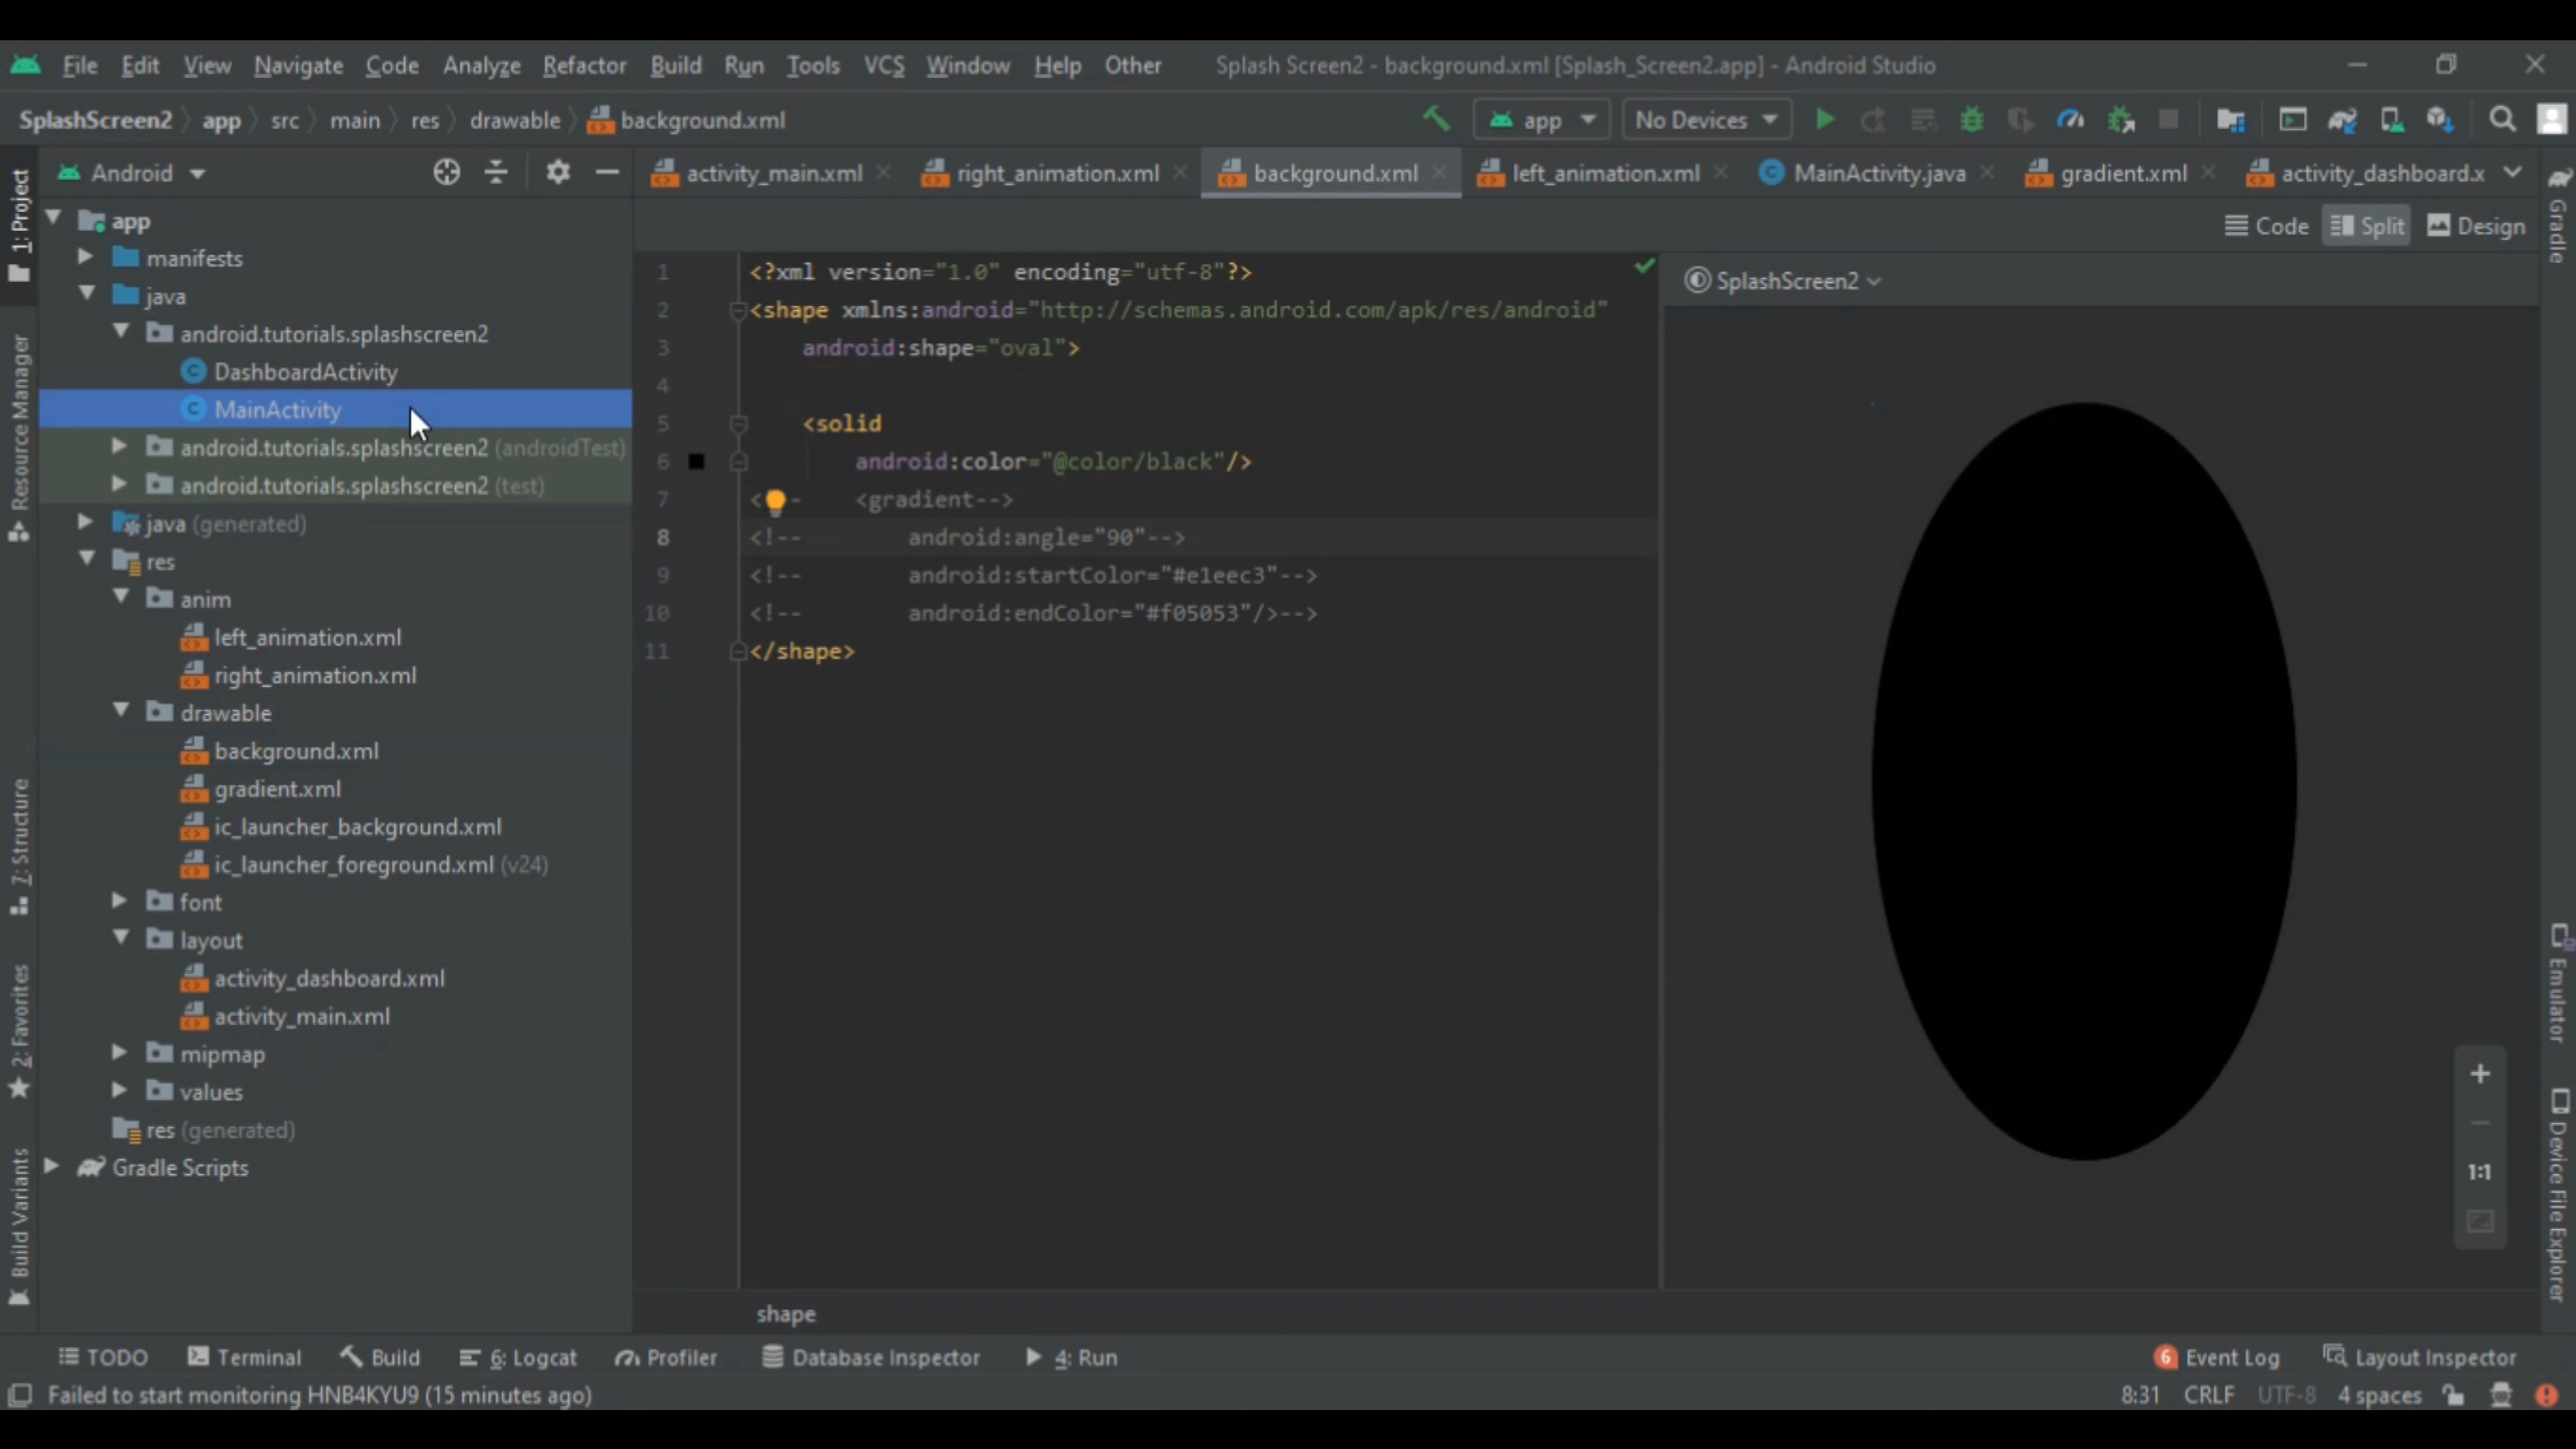 File Edit View Navigate Code Analyze Refactor Build Run Tools VCS Window Help Other Splash Screen2 - background.xml [Splash_Screen2.app] - Android Studio
SplashScreen2 app src main res drawable background.xml app No Devices
1: Project
Resource Manager
7: Structure
2: Favorites
Build Variants
Android
app
manifests
java
android.tutorials.splashscreen2
DashboardActivity
MainActivity
android.tutorials.splashscreen2 (androidTest)
android.tutorials.splashscreen2 (test)
java (generated)
res
anim
left_animation.xml
right_animation.xml
drawable
background.xml
gradient.xml
ic_launcher_background.xml
ic_launcher_foreground.xml (v24)
font
layout
activity_dashboard.xml
activity_main.xml
mipmap
values
res (generated)
Gradle Scripts
activity_main.xml right_animation.xml background.xml left_animation.xml MainActivity.java gradient.xml activity_dashboard.x
Code Split Design
1 <?xml version="1.0" encoding="utf-8"?>
2 <shape xmlns:android="http://schemas.android.com/apk/res/android"
3 android:shape="oval">
4
5 <solid
6 android:color="@color/black"/>
7 < - <gradient-->
8 <!-- android:angle="90"-->
9 <!-- android:startColor="#e1eec3"-->
10 <!-- android:endColor="#f05053"/>-->
11 </shape>
shape
SplashScreen2
1:1
Gradle
Emulator
Device File Explorer
TODO Terminal Build 6: Logcat Profiler Database Inspector 4: Run 6 Event Log Layout Inspector
Failed to start monitoring HNB4KYU9 (15 minutes ago) 8:31 CRLF UTF-8 4 spaces